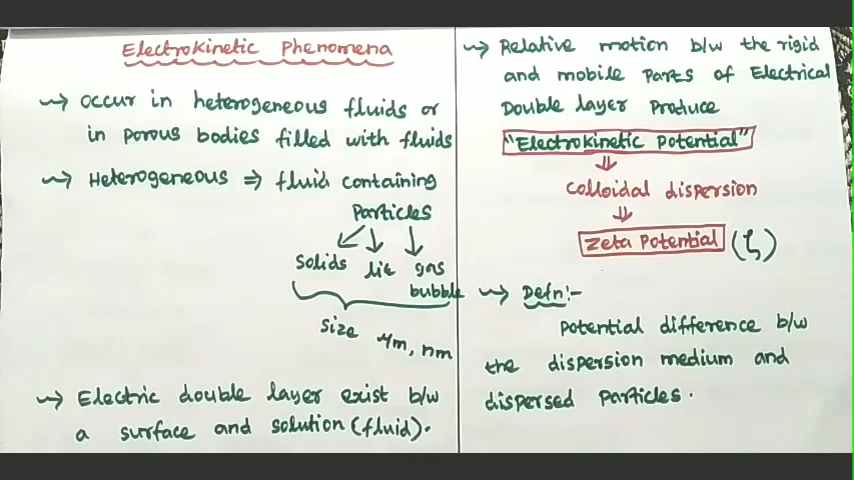 Electrokinetic Phenomena
→ occur in heterogeneous fluids or
in porous bodies filled with fluids
→ Heterogeneous ⇒ fluid containing
particles
solids liq gas
bubble
size μm, nm
→ Electric double layer exist b/w
a surface and solution (fluid).
→ Relative motion b/w the rigid
and mobile parts of Electrical
Double layer produce
"Electrokinetic Potential"
⇓
colloidal dispersion
⇓
Zeta Potential (ζ)
→ Defn:-
Potential difference b/w
the dispersion medium and
dispersed particles.